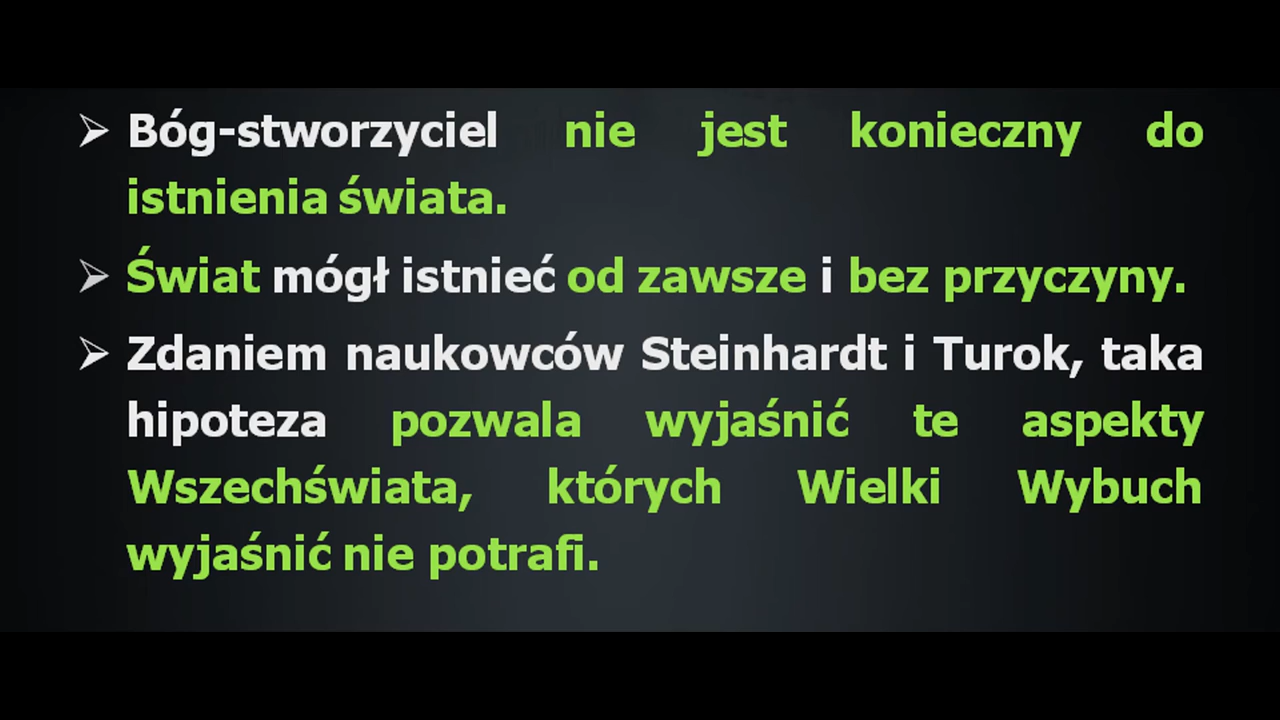 ➢ Bóg-stworzyciel nie jest konieczny do
istnienia świata.
➢ Świat mógł istnieć od zawsze i bez przyczyny.
➢ Zdaniem naukowców Steinhardt i Turok, taka
hipoteza pozwala wyjaśnić te aspekty
Wszechświata, których Wielki Wybuch
wyjaśnić nie potrafi.